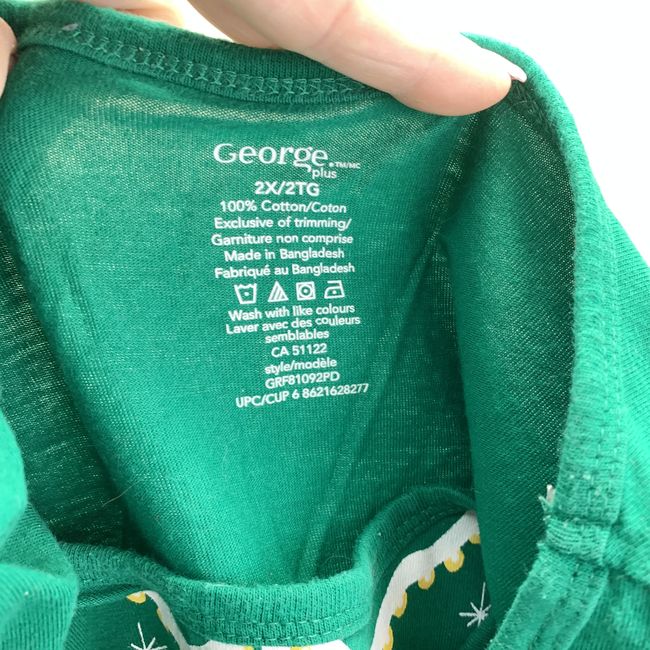 George.™/MC
plus
2X/2TG
100% Cotton/Coton
Exclusive of trimming/
Garniture non comprise
Made in Bangladesh
Fabriqué au Bangladesh
Wash with like colours
Laver avec des couleurs
semblables
CA 51122
style/modèle
GRF81092PD
UPC/CUP 6 8621628277